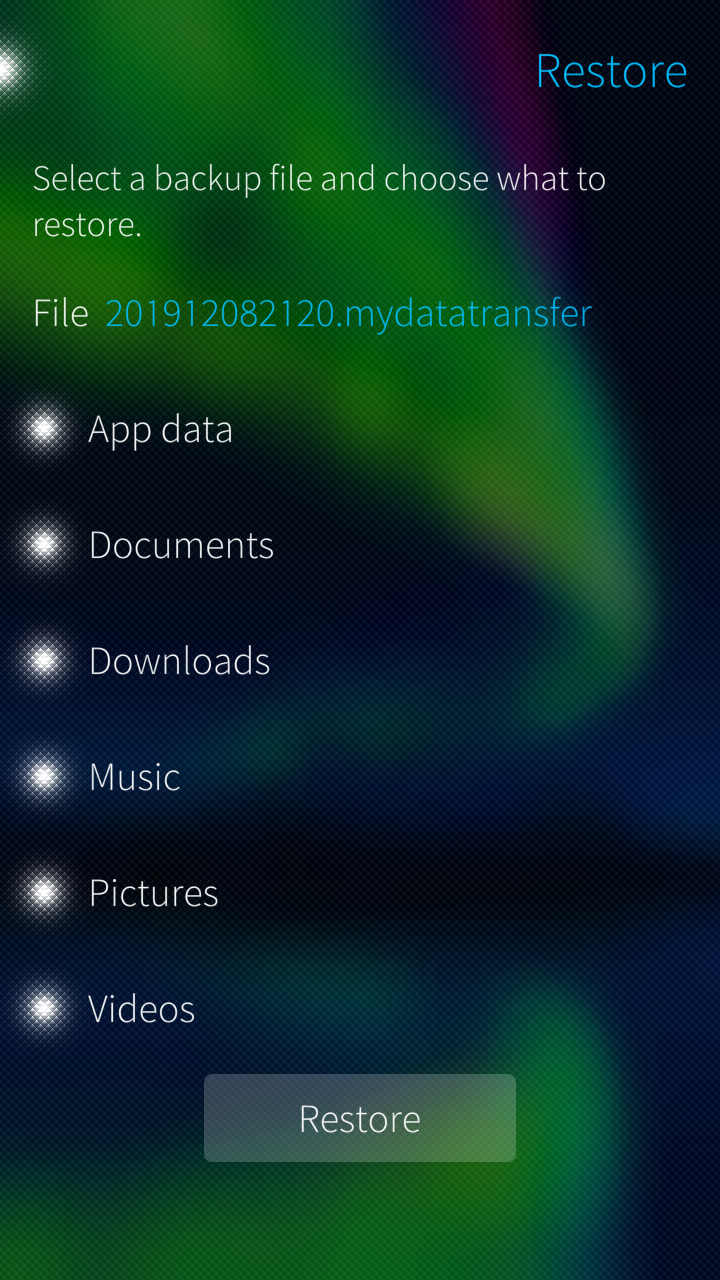 Restore
Select a backup file and choose what to
restore.
File 201912082120.mydatatransfer
App data
Documents
Downloads
Music
Pictures
Videos
Restore